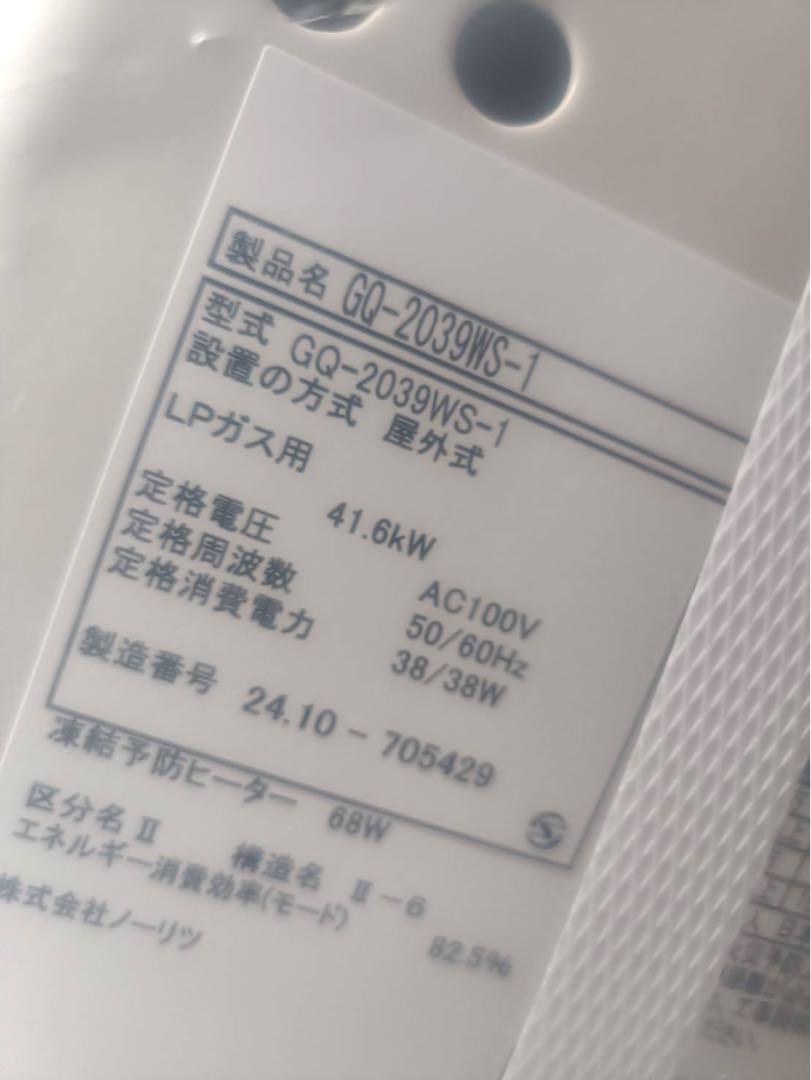 製品名 GQ-2039WS-1
型式 GQ-2039WS-1
設置の方式 屋外式
LPガス用
41.6kW
定格電圧 AC100V
定格周波数 50/60Hz
定格消費電力 38/38W
製造番号 24.10-705429
凍結予防ヒーター 68W
区分名Ⅱ 構造名 Ⅱ-6
エネルギー消費効率(モード) 82.5%
株式会社ノーリツ